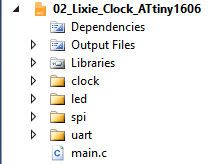 02_Lixie_Clock_ATtiny1606
Dependencies
Output Files
Libraries
clock
led
spi
uart
main.c